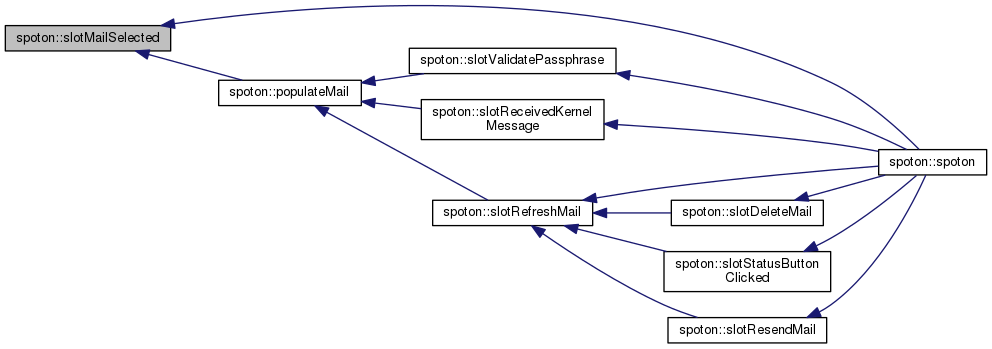 spoton::slotMailSelected
spoton::populateMail
spoton::slotValidatePassphrase
spoton::slotReceivedKernel
Message
spoton::slotRefreshMail
spoton::slotDeleteMail
spoton::slotStatusButton
Clicked
spoton::slotResendMail
spoton::spoton